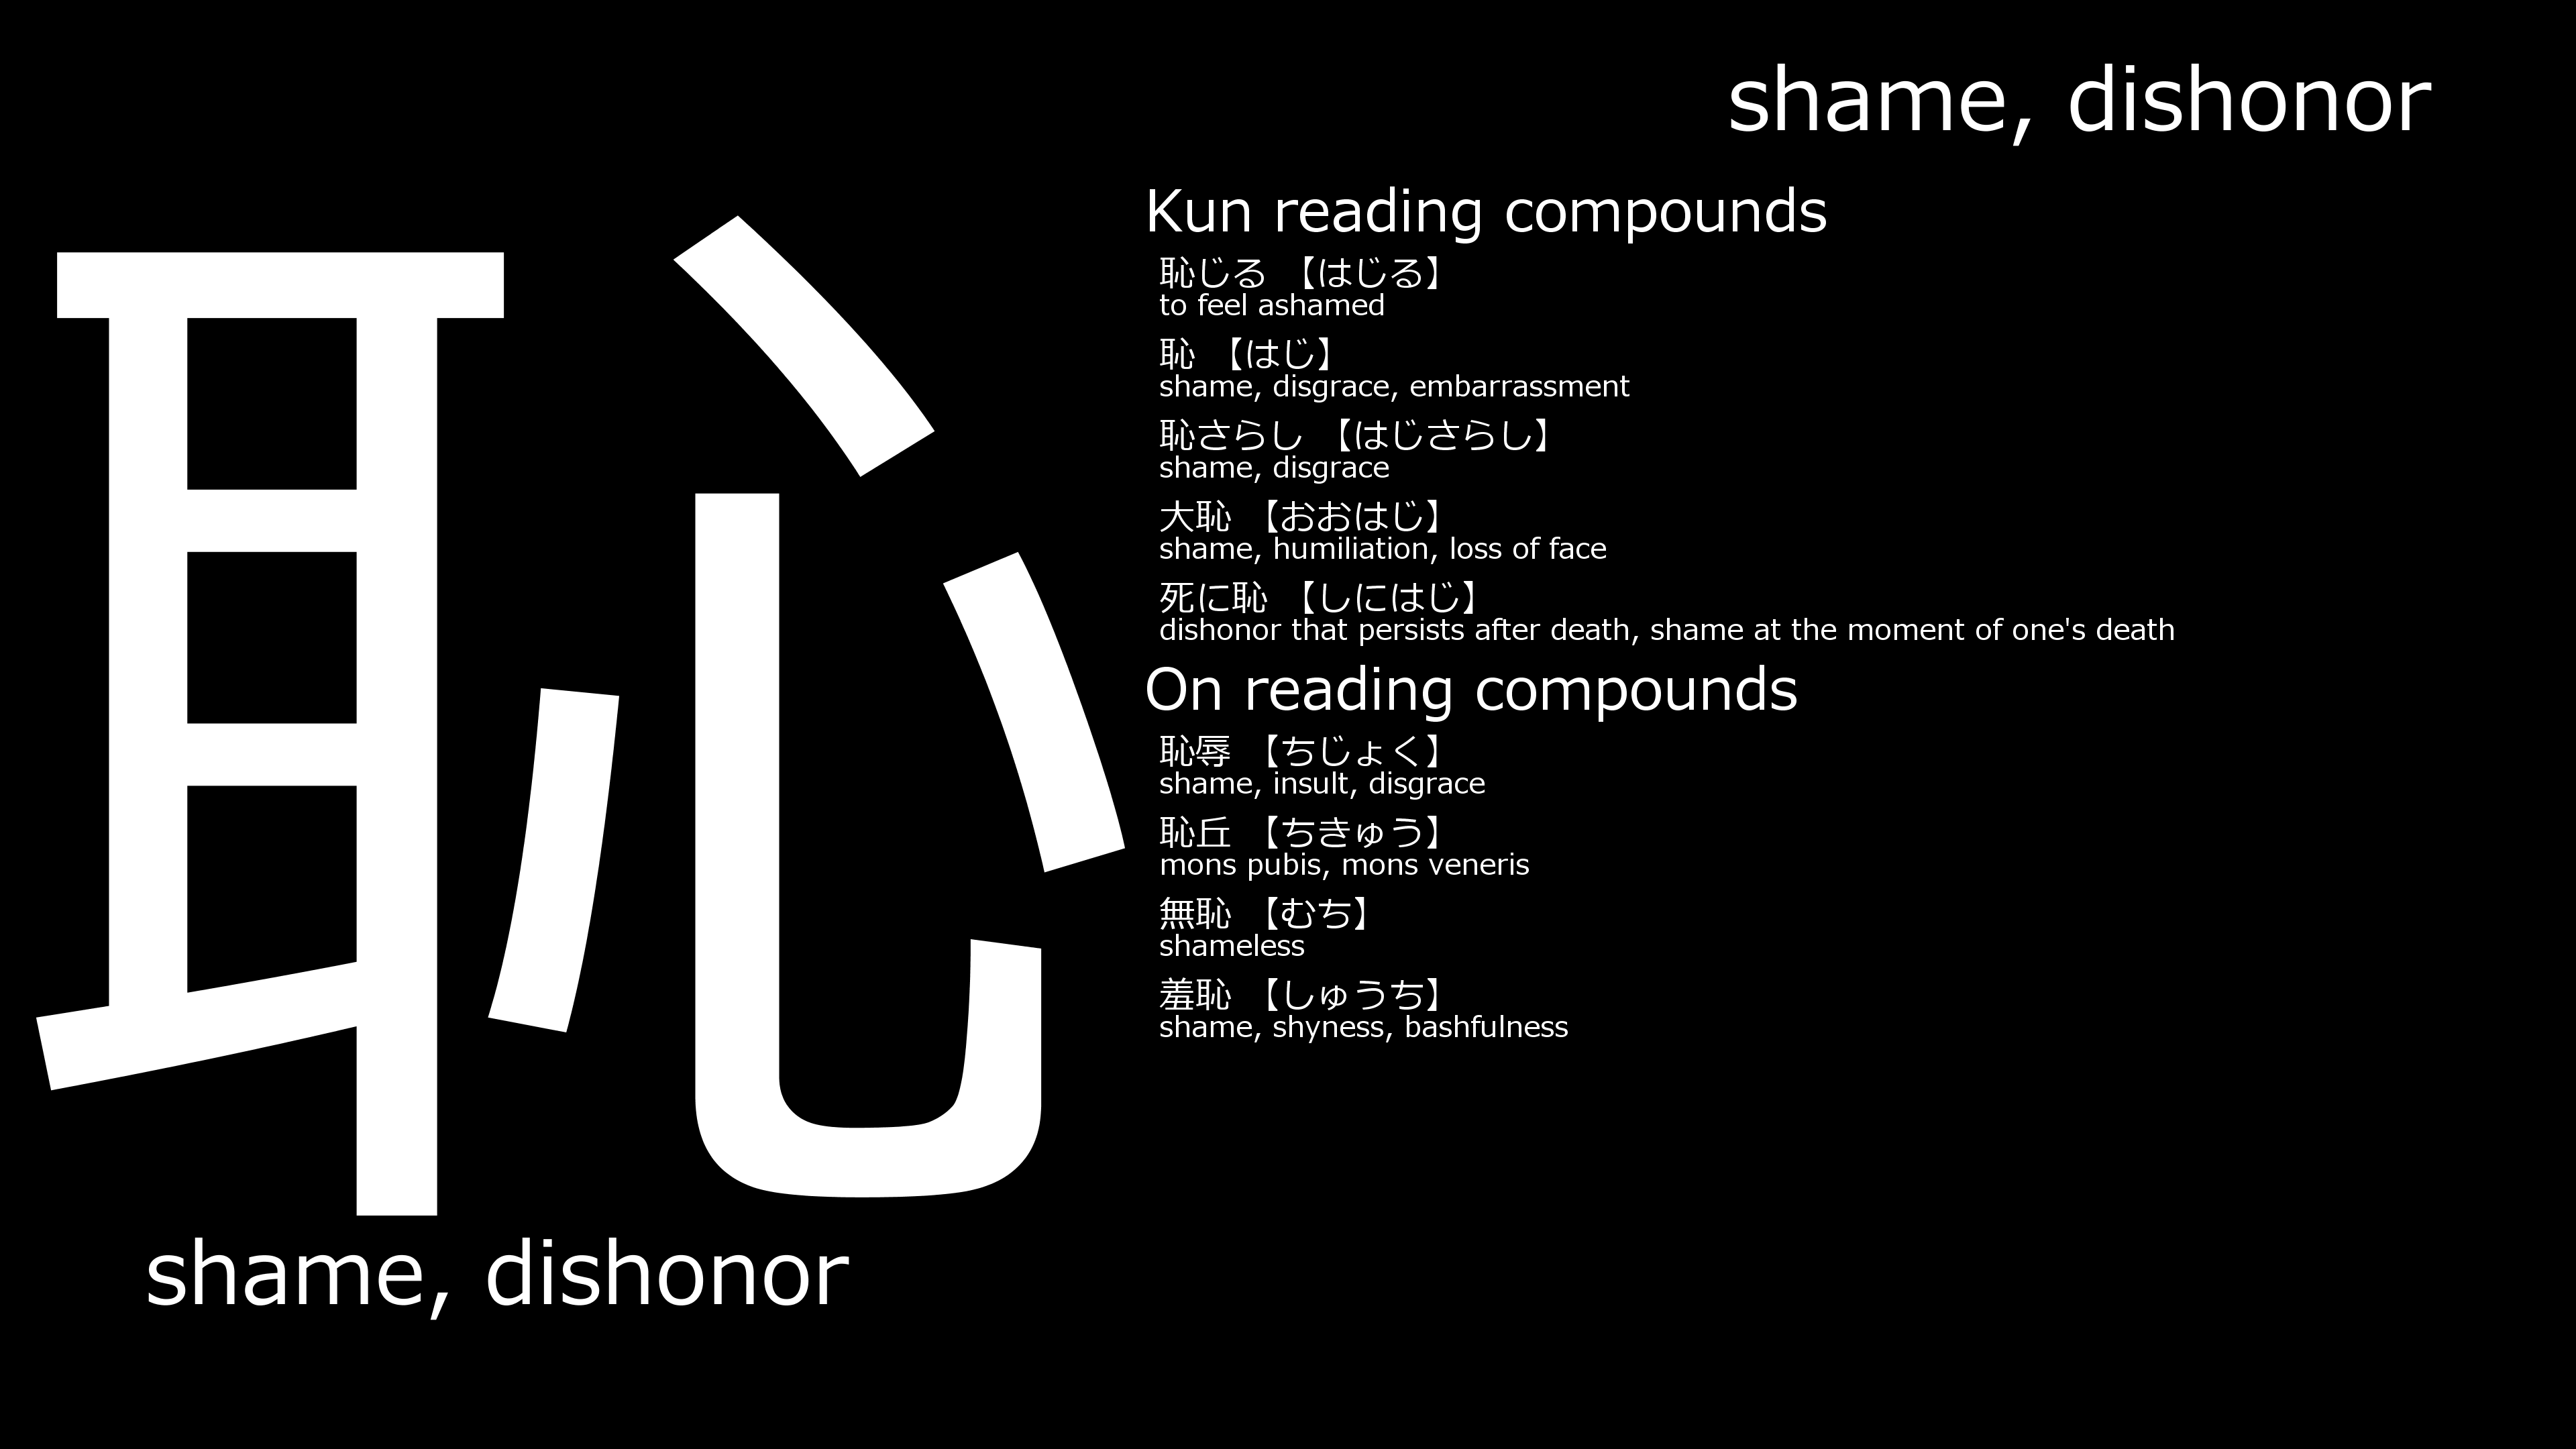 恥
shame, dishonor
shame, dishonor
Kun reading compounds
恥じる 【はじる】
to feel ashamed
恥 【はじ】
shame, disgrace, embarrassment
恥さらし 【はじさらし】
shame, disgrace
大恥 【おおはじ】
shame, humiliation, loss of face
死に恥 【しにはじ】
dishonor that persists after death, shame at the moment of one's death
On reading compounds
恥辱 【ちじょく】
shame, insult, disgrace
恥丘 【ちきゅう】
mons pubis, mons veneris
無恥 【むち】
shameless
羞恥 【しゅうち】
shame, shyness, bashfulness